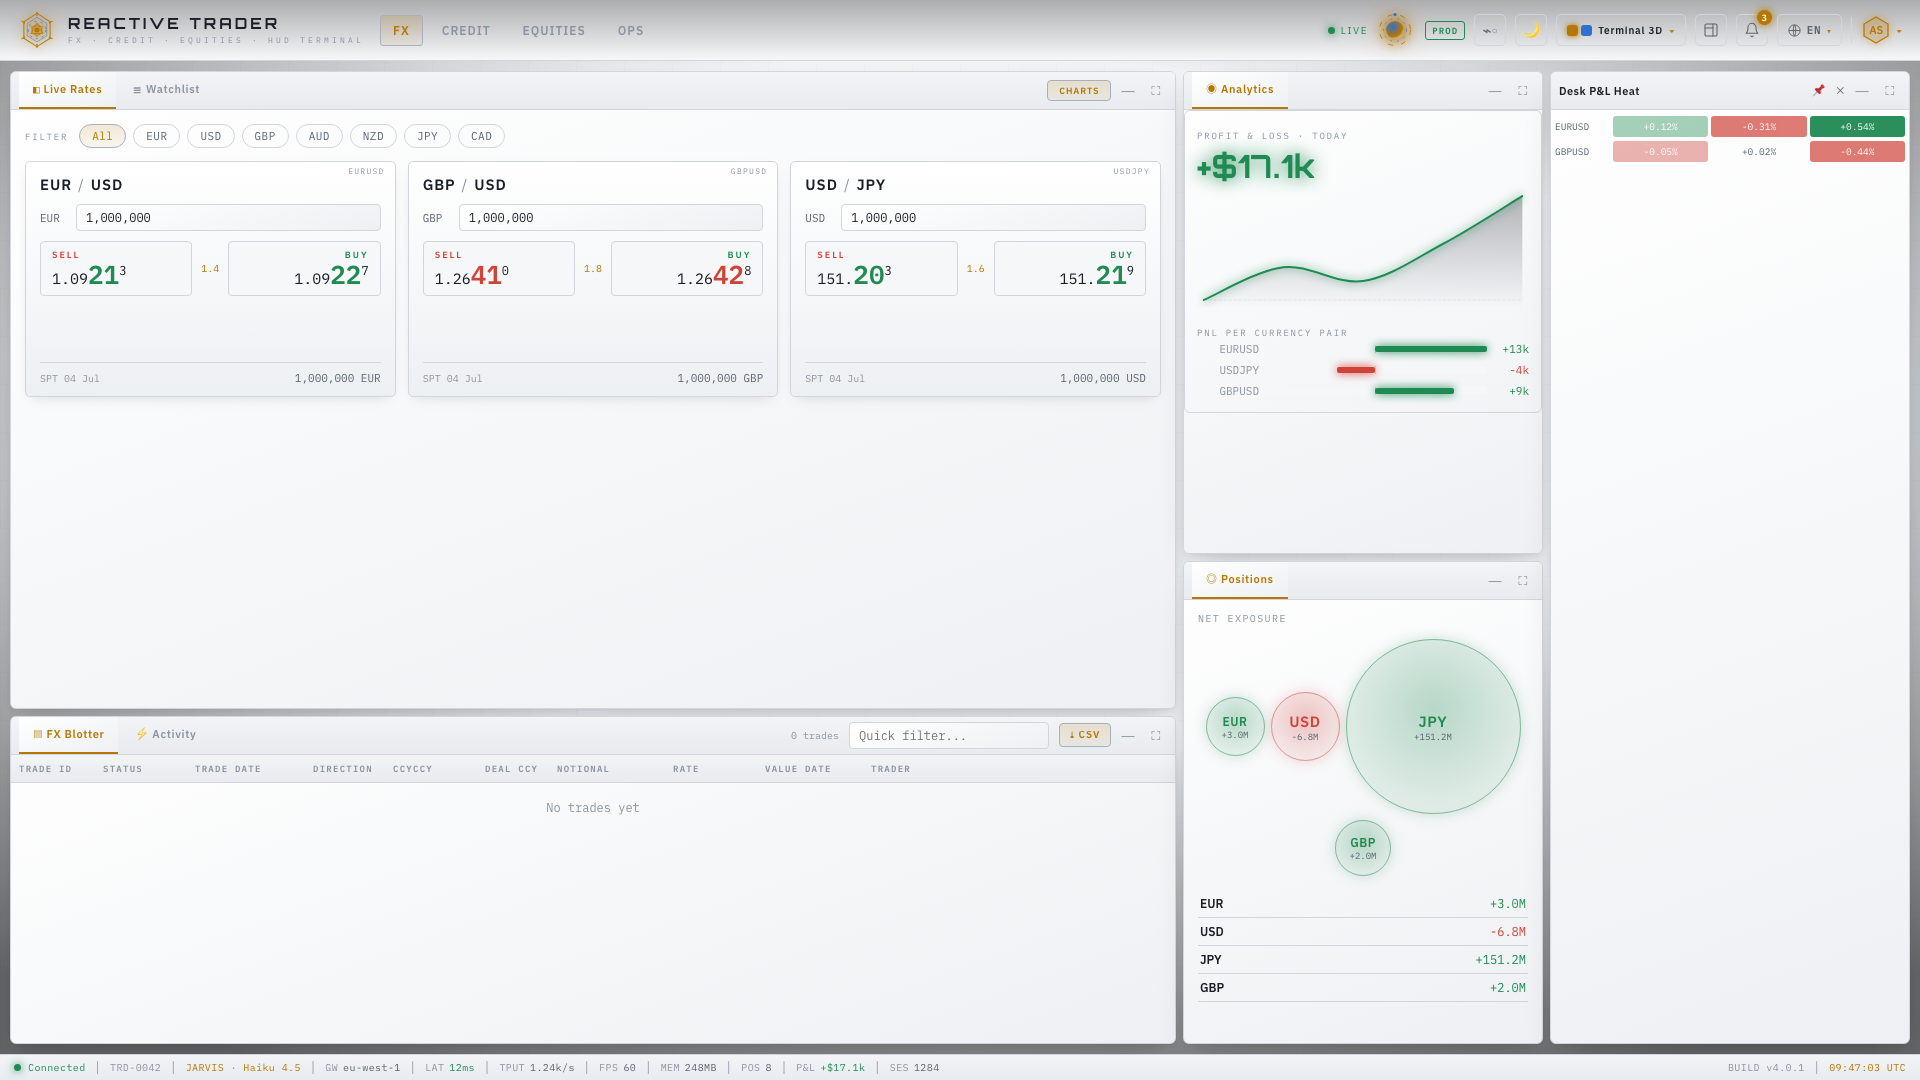 REACTIVE TRADER
FX · CREDIT · EQUITIES · HUD TERMINAL
FX CREDIT EQUITIES OPS
LIVE
PROD
Terminal 3D
3
EN
AS
Live Rates Watchlist
CHARTS
FILTER All EUR USD GBP AUD NZD JPY CAD
EURUSD
EUR / USD
EUR 1,000,000
SELL
1.09213
1.4
BUY
1.09227
SPT 04 Jul 1,000,000 EUR
GBPUSD
GBP / USD
GBP 1,000,000
SELL
1.26410
1.8
BUY
1.26428
SPT 04 Jul 1,000,000 GBP
USDJPY
USD / JPY
USD 1,000,000
SELL
151.203
1.6
BUY
151.219
SPT 04 Jul 1,000,000 USD
FX Blotter Activity
0 trades Quick filter... ↓ CSV
TRADE ID STATUS TRADE DATE DIRECTION CCYCCY DEAL CCY NOTIONAL RATE VALUE DATE TRADER
No trades yet
Analytics
PROFIT & LOSS · TODAY
+$17.1k
PNL PER CURRENCY PAIR
EURUSD +13k
USDJPY -4k
GBPUSD +9k
Positions
NET EXPOSURE
EUR
+3.0M
USD
-6.8M
JPY
+151.2M
GBP
+2.0M
EUR +3.0M
USD -6.8M
JPY +151.2M
GBP +2.0M
Desk P&L Heat
EURUSD +0.12% -0.31% +0.54%
GBPUSD -0.05% +0.02% -0.44%
Connected TRD-0042 JARVIS · Haiku 4.5 GW eu-west-1 LAT 12ms TPUT 1.24k/s FPS 60 MEM 248MB POS 8 P&L +$17.1k SES 1284
BUILD v4.0.1 09:47:03 UTC